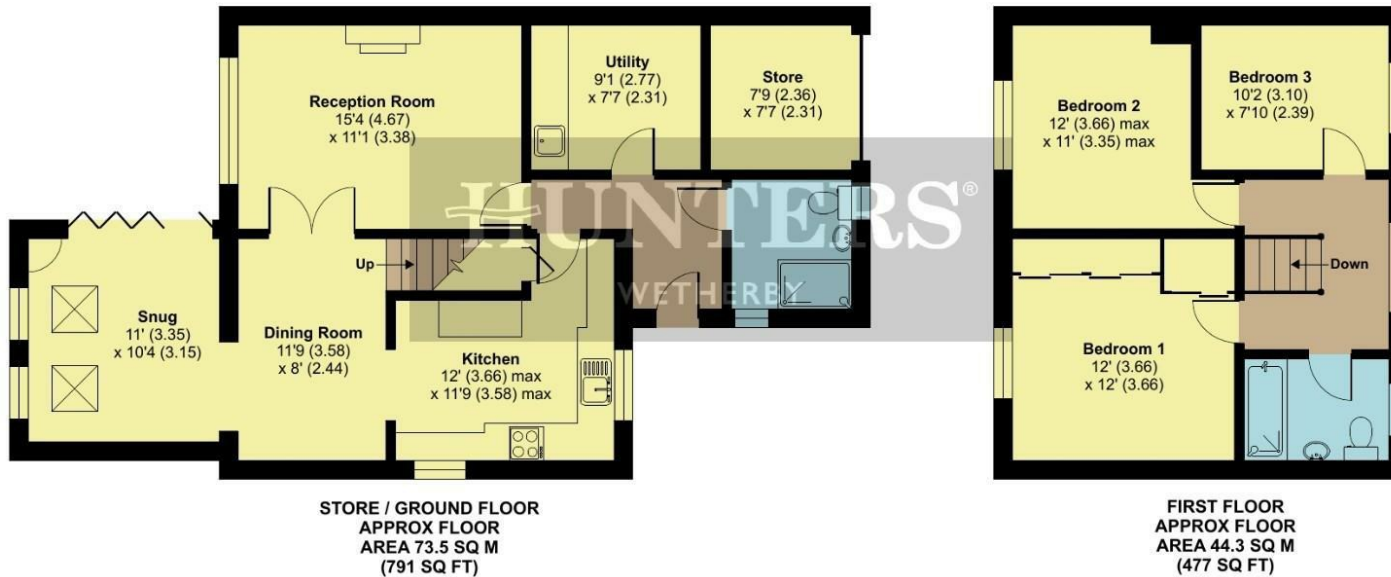 Reception Room
15'4 (4.67)
x 11'1 (3.38)
Utility
9'1 (2.77)
x 7'7 (2.31)
Store
7'9 (2.36)
x 7'7 (2.31)
Up
Snug
11' (3.35)
x 10'4 (3.15)
Dining Room
11'9 (3.58)
x 8' (2.44)
Kitchen
12' (3.66) max
x 11'9 (3.58) max
HUNTERS®
WETHERBY
STORE / GROUND FLOOR
APPROX FLOOR
AREA 73.5 SQ M
(791 SQ FT)
Bedroom 2
12' (3.66) max
x 11' (3.35) max
Bedroom 3
10'2 (3.10)
x 7'10 (2.39)
Down
Bedroom 1
12' (3.66)
x 12' (3.66)
FIRST FLOOR
APPROX FLOOR
AREA 44.3 SQ M
(477 SQ FT)